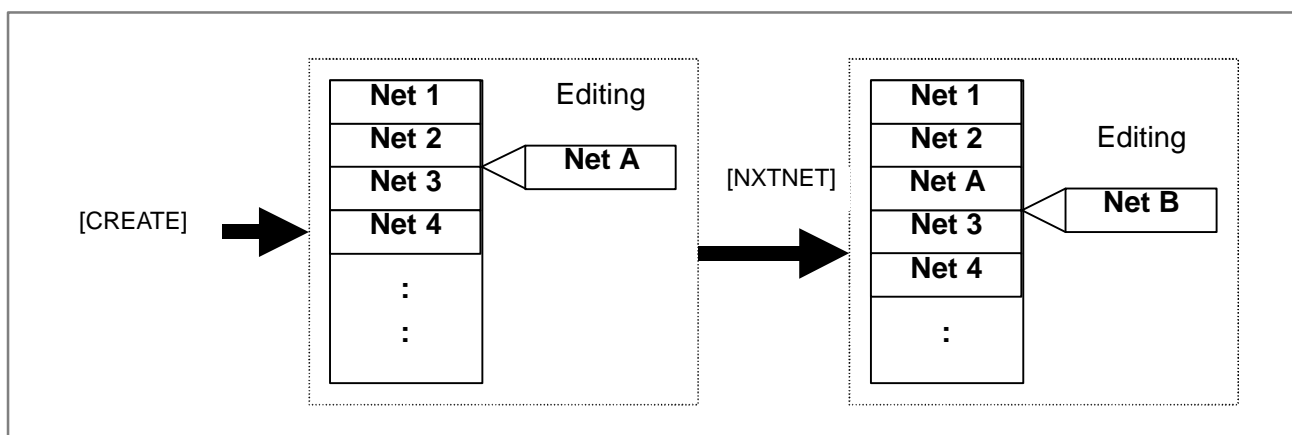 [CREATE]
Net 1
Net 2
Net 3
Net 4
:
:
Editing
Net A
[NXTNET]
Net 1
Net 2
Net A
Net 3
Net 4
:
Editing
Net B